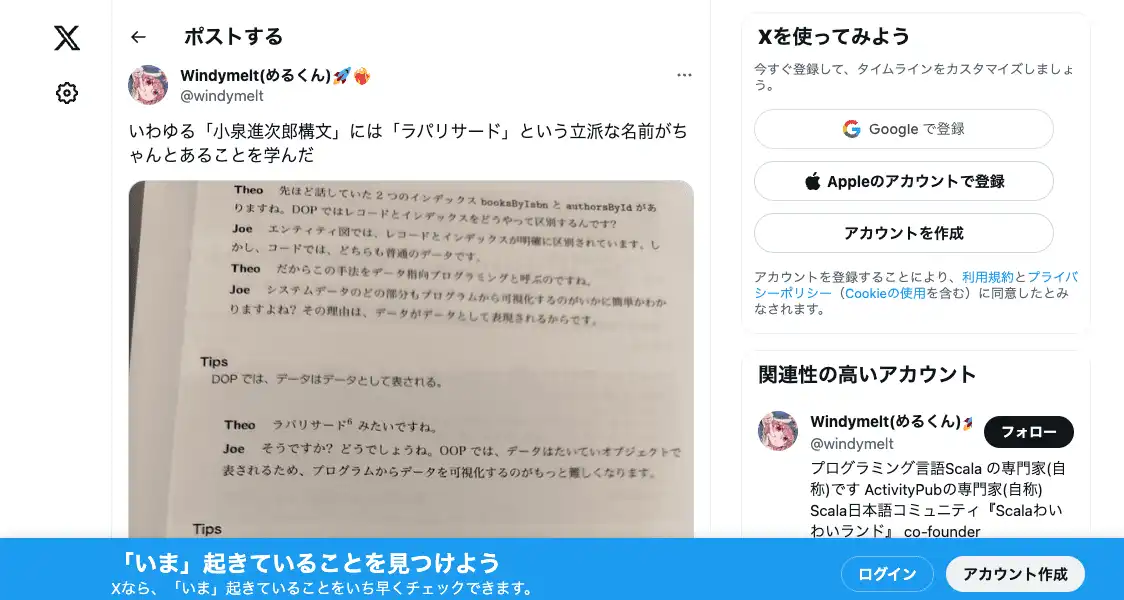 ポストする
Windymelt(めるくん)🚀❤️‍🔥
@windymelt
いわゆる「小泉進次郎構文」には「ラパリサード」という立派な名前がち
ゃんとあることを学んだ
Theo 先ほど話していた 2 つのインデックス booksByIsbn と authorsById があ
りますね。DOP ではレコードとインデックスをどうやって区別するんです?
Joe エンティティ図では、レコードとインデックスが明確に区別されています、し
かし、コードでは、どちらも普通のデータです。
Theo だからこの手法をデータ指向プログラミングと呼ぶのですね。
Joe システムデータのどの部分もプログラムから可視化するのがいかに簡単かわか
りますよね? その理由は、データがデータとして表現されるからです。
Tips
DOP では、データはデータとして表される。
Theo ラパリサード6 みたいですね。
Joe そうですか? どうでしょうね。OOP では、データはたいていオブジェクトで
表されるため、プログラムからデータを可視化するのがもっと難しくなります。
Tips
Xを使ってみよう
今すぐ登録して、タイムラインをカスタマイズしましょ
う。
Google で登録
Appleのアカウントで登録
アカウントを作成
アカウントを登録することにより、利用規約とプライバ
シーポリシー（Cookieの使用を含む）に同意したとみ
なされます。
関連性の高いアカウント
Windymelt(めるくん)🚀
@windymelt
フォロー
プログラミング言語Scala の専門家(自
称)です ActivityPubの専門家(自称)
Scala日本語コミュニティ『Scalaわい
わいランド』 co-founder
「いま」起きていることを見つけよう
Xなら、「いま」起きていることをいち早くチェックできます。
ログイン
アカウント作成